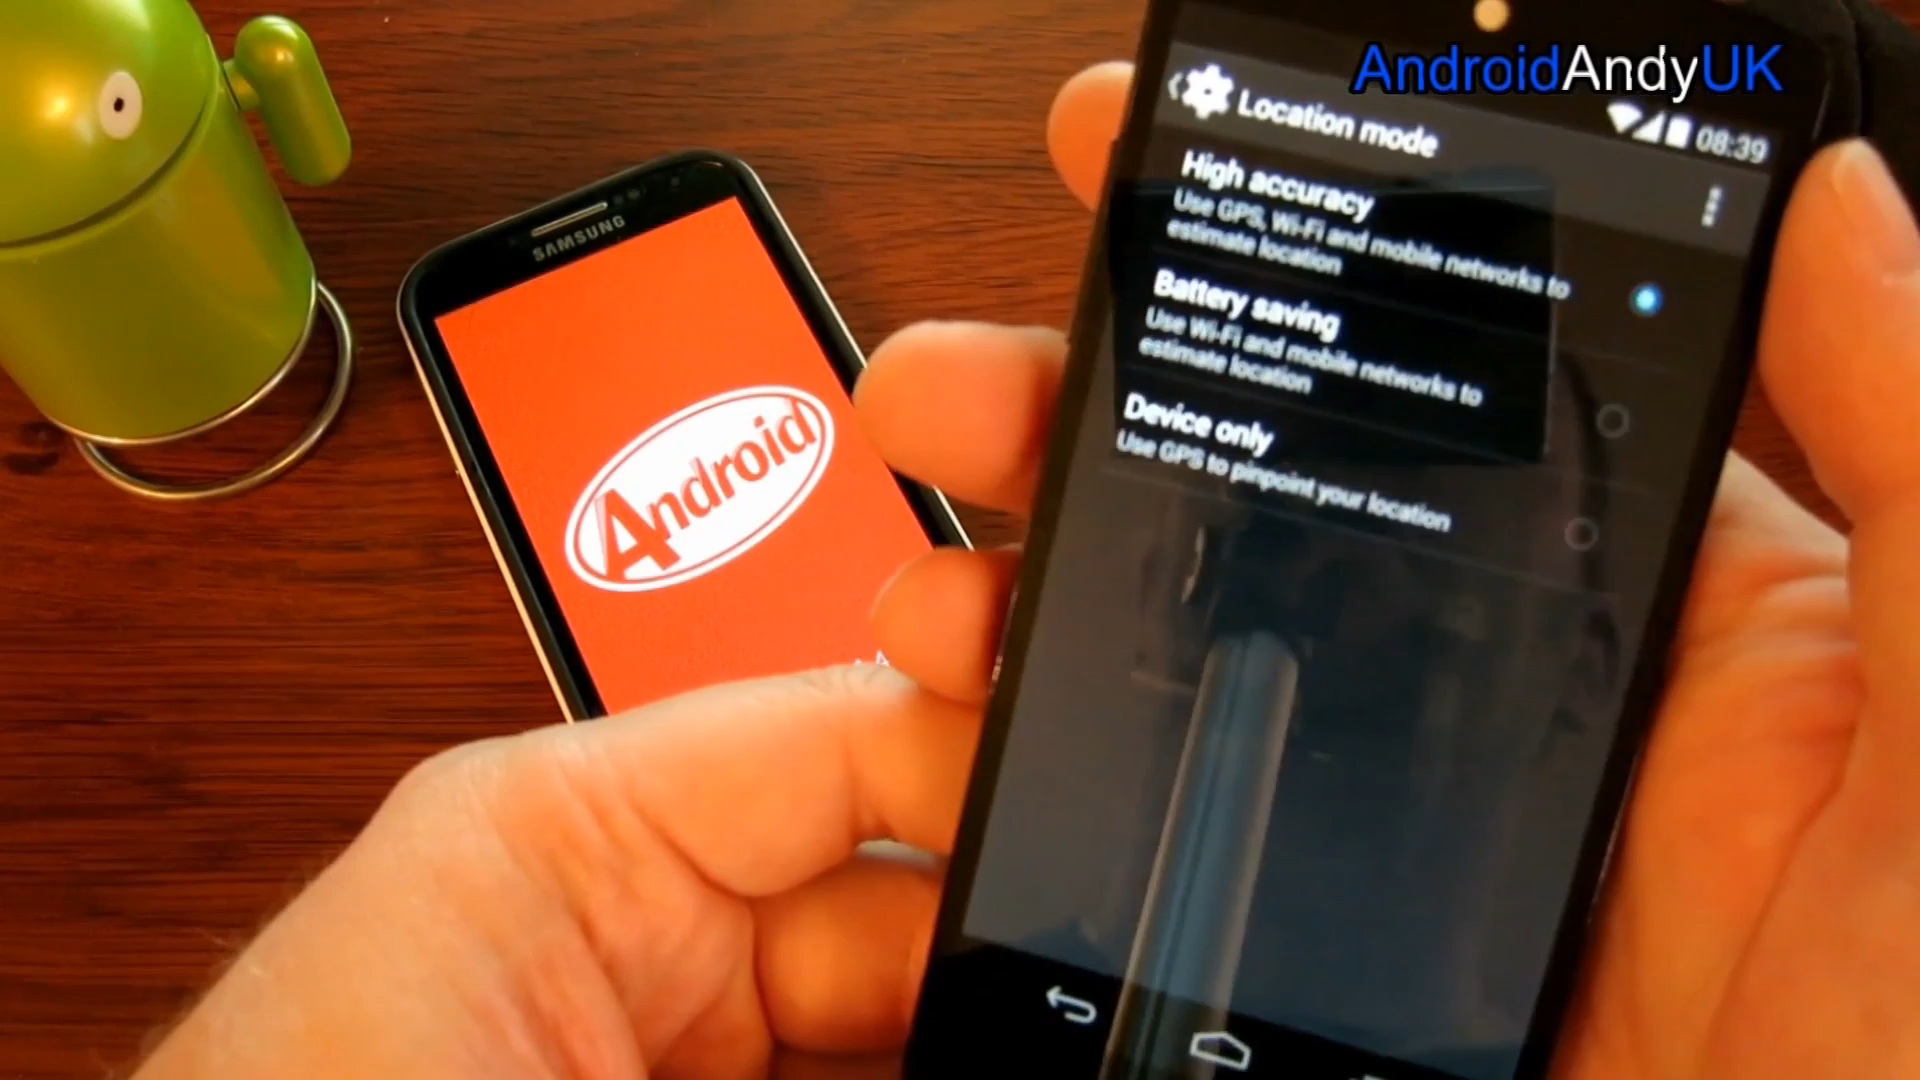 AndroidAndyUK
Location mode
08:39
High accuracy
Use GPS, Wi-Fi and mobile networks to
estimate location
Battery saving
Use Wi-Fi and mobile networks to
estimate location
Device only
Use GPS to pinpoint your location
SAMSUNG
Android